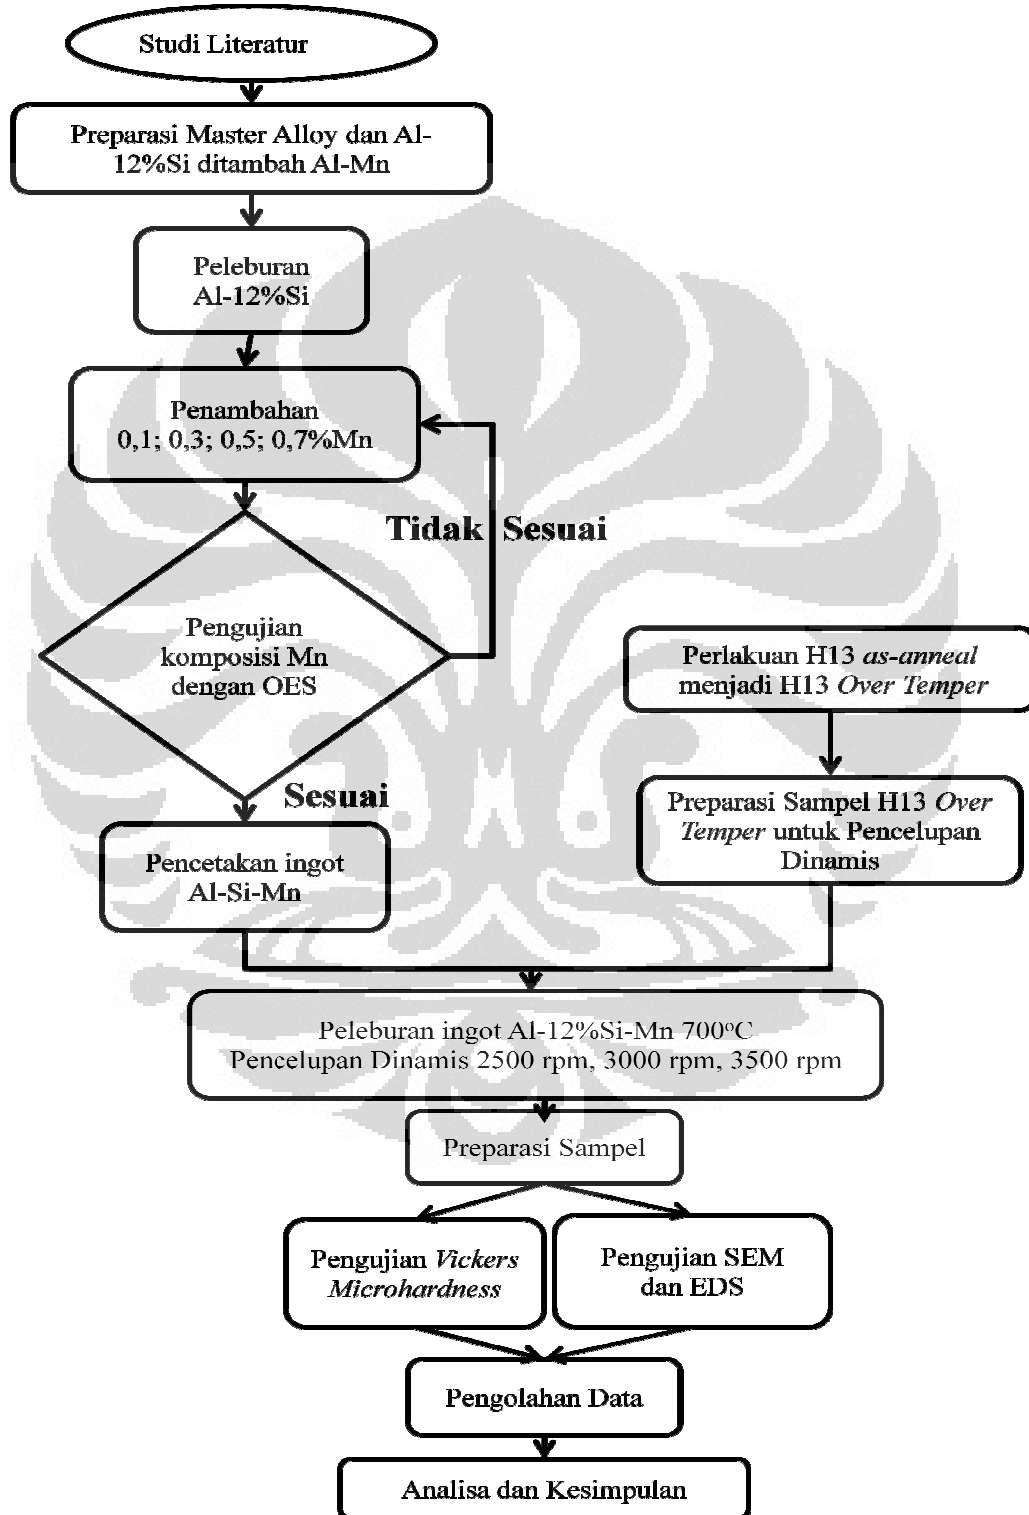 Studi Literatur
Preparasi Master Alloy dan Al-
12%Si ditambah Al-Mn
Peleburan
Al-12%Si
Penambahan
0,1; 0,3; 0,5; 0,7%Mn
Tidak Sesuai
Pengujian
komposisi Mn
dengan OES
Sesuai
Pencetakan ingot
Al-Si-Mn
Perlakuan H13 as-anneal
menjadi H13 Over Temper
Preparasi Sampel H13 Over
Temper untuk Pencelupan
Dinamis
Peleburan ingot Al-12%Si-Mn 700°C
Pencelupan Dinamis 2500 rpm, 3000 rpm, 3500 rpm
Preparasi Sampel
Pengujian Vickers
Microhardness
Pengujian SEM
dan EDS
Pengolahan Data
Analisa dan Kesimpulan